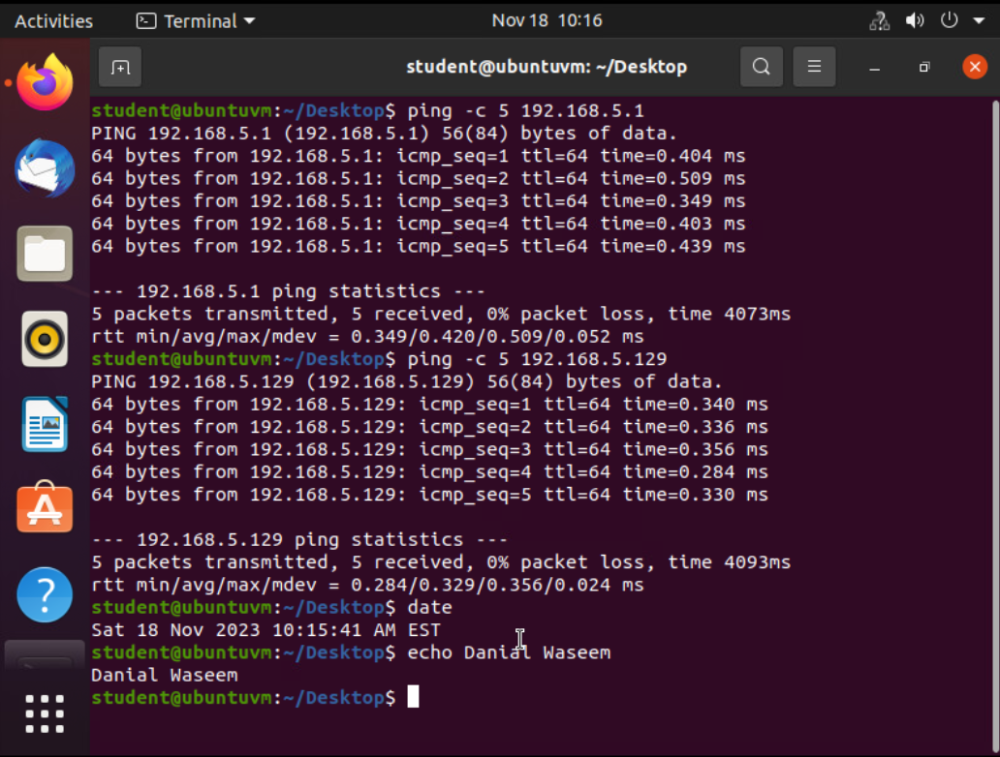 Activities Terminal Nov 18 10:16
student@ubuntuvm: ~/Desktop
student@ubuntuvm:~/Desktop$ ping -c 5 192.168.5.1
PING 192.168.5.1 (192.168.5.1) 56(84) bytes of data.
64 bytes from 192.168.5.1: icmp_seq=1 ttl=64 time=0.404 ms
64 bytes from 192.168.5.1: icmp_seq=2 ttl=64 time=0.509 ms
64 bytes from 192.168.5.1: icmp_seq=3 ttl=64 time=0.349 ms
64 bytes from 192.168.5.1: icmp_seq=4 ttl=64 time=0.403 ms
64 bytes from 192.168.5.1: icmp_seq=5 ttl=64 time=0.439 ms
--- 192.168.5.1 ping statistics ---
5 packets transmitted, 5 received, 0% packet loss, time 4073ms
rtt min/avg/max/mdev = 0.349/0.420/0.509/0.052 ms
student@ubuntuvm:~/Desktop$ ping -c 5 192.168.5.129
PING 192.168.5.129 (192.168.5.129) 56(84) bytes of data.
64 bytes from 192.168.5.129: icmp_seq=1 ttl=64 time=0.340 ms
64 bytes from 192.168.5.129: icmp_seq=2 ttl=64 time=0.336 ms
64 bytes from 192.168.5.129: icmp_seq=3 ttl=64 time=0.356 ms
64 bytes from 192.168.5.129: icmp_seq=4 ttl=64 time=0.284 ms
64 bytes from 192.168.5.129: icmp_seq=5 ttl=64 time=0.330 ms
--- 192.168.5.129 ping statistics ---
5 packets transmitted, 5 received, 0% packet loss, time 4093ms
rtt min/avg/max/mdev = 0.284/0.329/0.356/0.024 ms
student@ubuntuvm:~/Desktop$ date
Sat 18 Nov 2023 10:15:41 AM EST
student@ubuntuvm:~/Desktop$ echo Danial Waseem
Danial Waseem
student@ubuntuvm:~/Desktop$